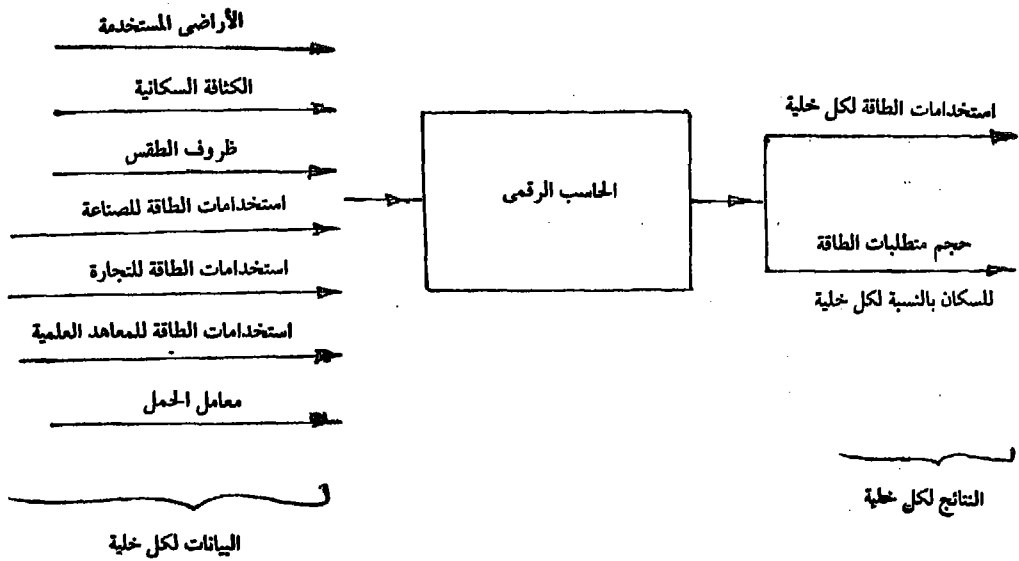 الأراضى المستخدمة
الكثافة السكانية
ظروف الطقس
استخدامات الطاقة للصناعة
استخدامات الطاقة للتجارة
استخدامات الطاقة للمعاهد العلمية
معامل الحمل
البيانات لكل خلية
الحاسب الرقمى
استخدامات الطاقة لكل خلية
حجم متطلبات الطاقة
للسكان بالنسبة لكل خلية
النتائج لكل خلية